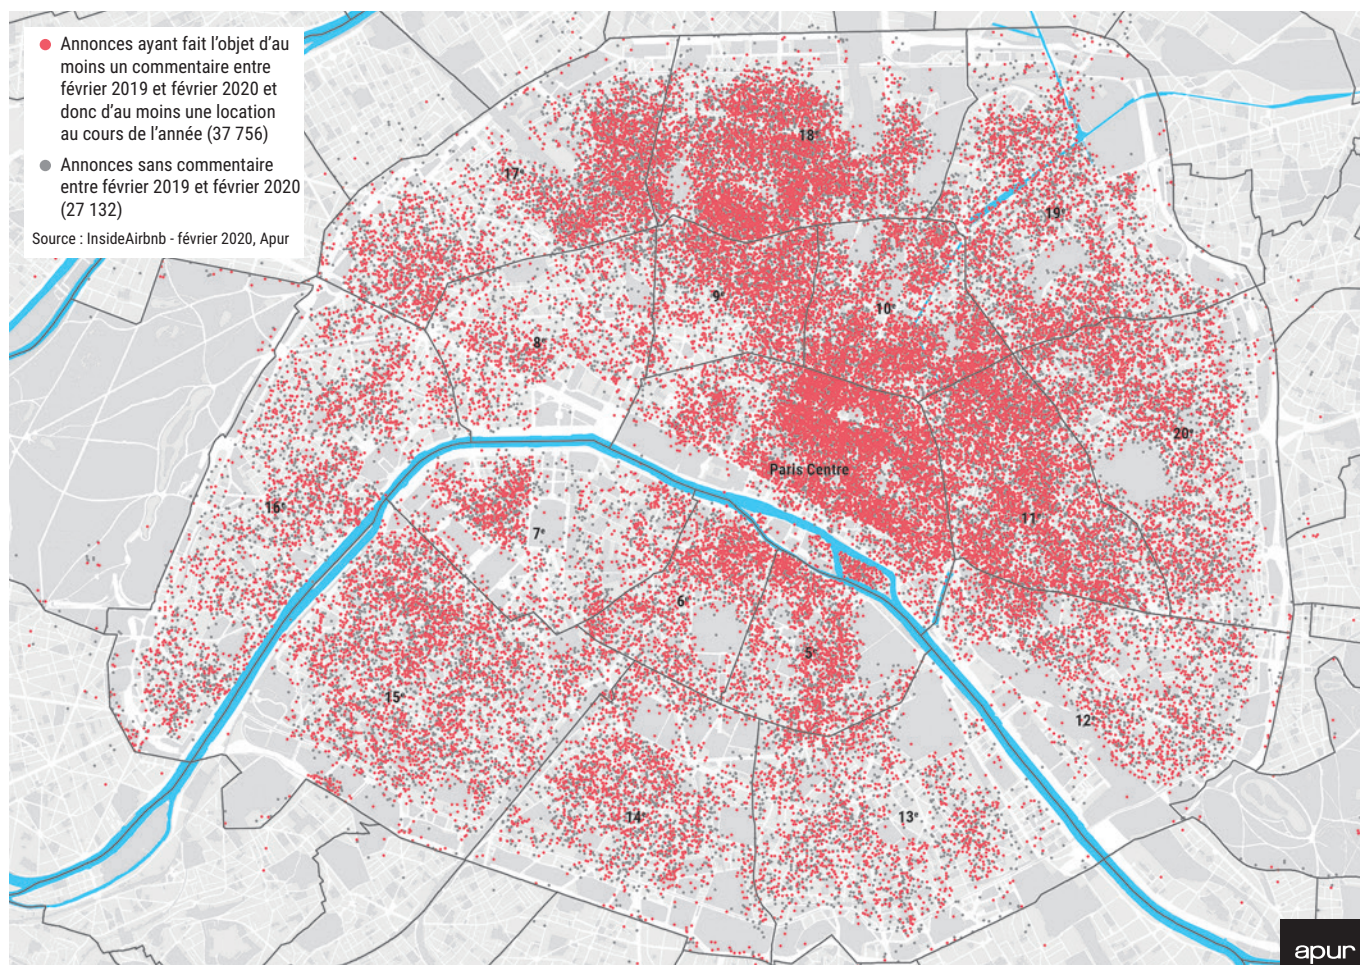 Annonces ayant fait l’objet d’au
moins un commentaire entre
février 2019 et février 2020 et
donc d’au moins une location
au cours de l’année (37 756)
Annonces sans commentaire
entre février 2019 et février 2020
(27 132)
Source : InsideAirbnb - février 2020, Apur
18e
17e
19e
9e
10e
8e
20e
Paris Centre
16e
11e
7e
6e
5e
15e
12e
14e
13e
apur